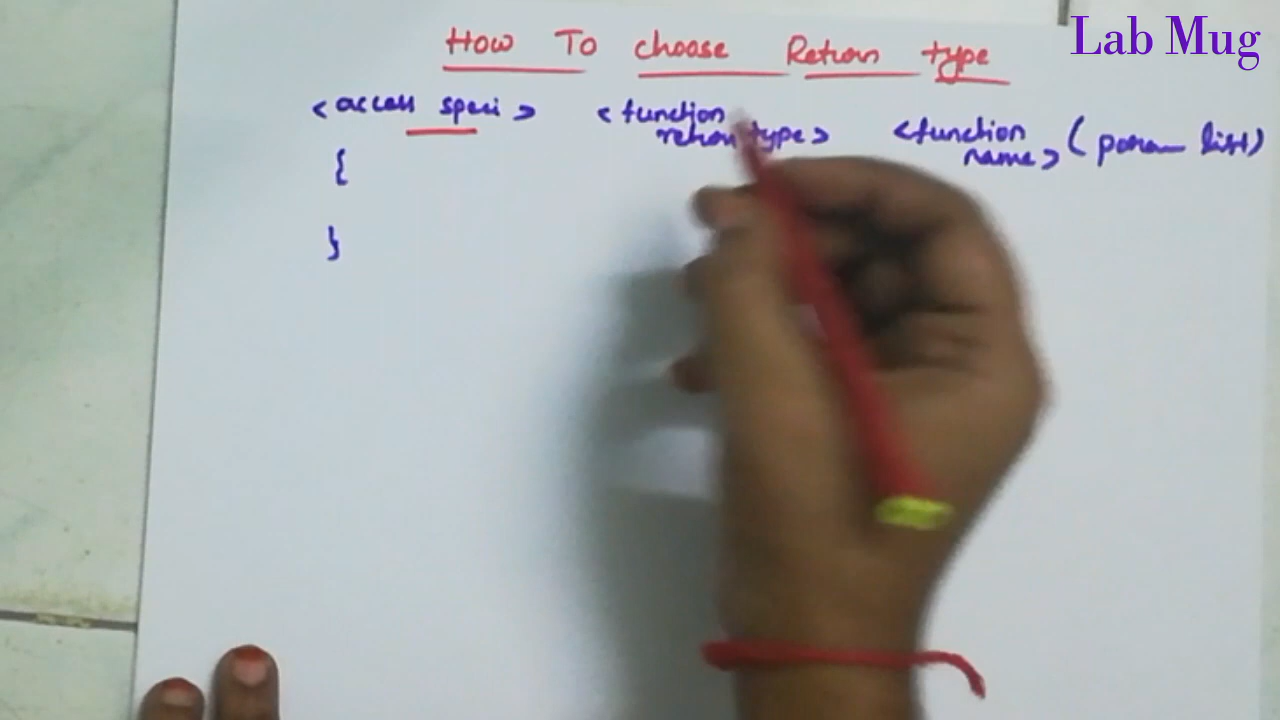 Lab Mug
How To choose Return type
<access speci> <function return type> <function name> (param list)
{
}